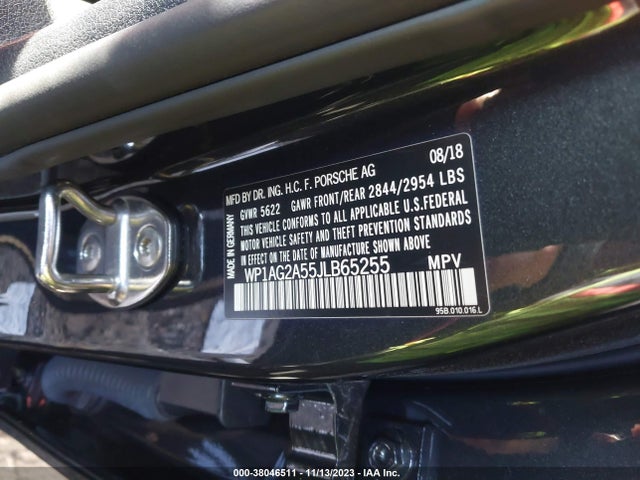 MFD BY DR. ING. H.C. F. PORSCHE AG 08/18
GVWR 5622 GAWR FRONT/REAR 2844/2954 LBS
THIS VEHICLE CONFORMS TO ALL APPLICABLE U.S.FEDERAL
MOTOR VEHICLE SAFETY, BUMPER AND THEFT PREVENTION STANDARDS
IN EFFECT ON THE DATE OF MANUFACTURE SHOWN ABOVE.
WP1AG2A55JLB65255 MPV
MADE IN GERMANY
95B.010.016.L
000-38046511 - 11/13/2023 - IAA Inc.